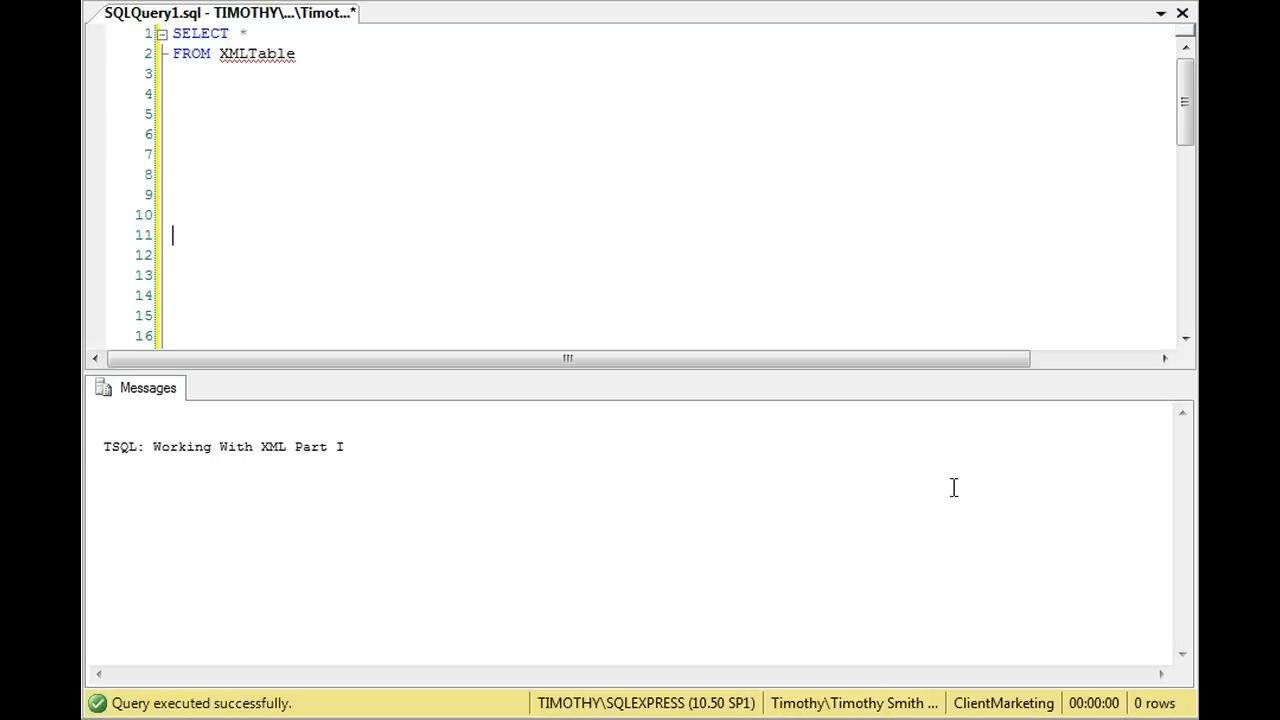 SQLQuery1.sql - TIMOTHY\...\Timot...*
1 SELECT *
2 FROM XMLTable
3
4
5
6
7
8
9
10
11
12
13
14
15
16
Messages
TSQL: Working With XML Part I
Query executed successfully. TIMOTHY\SQLEXPRESS (10.50 SP1) Timothy\Timothy Smith ... ClientMarketing 00:00:00 0 rows